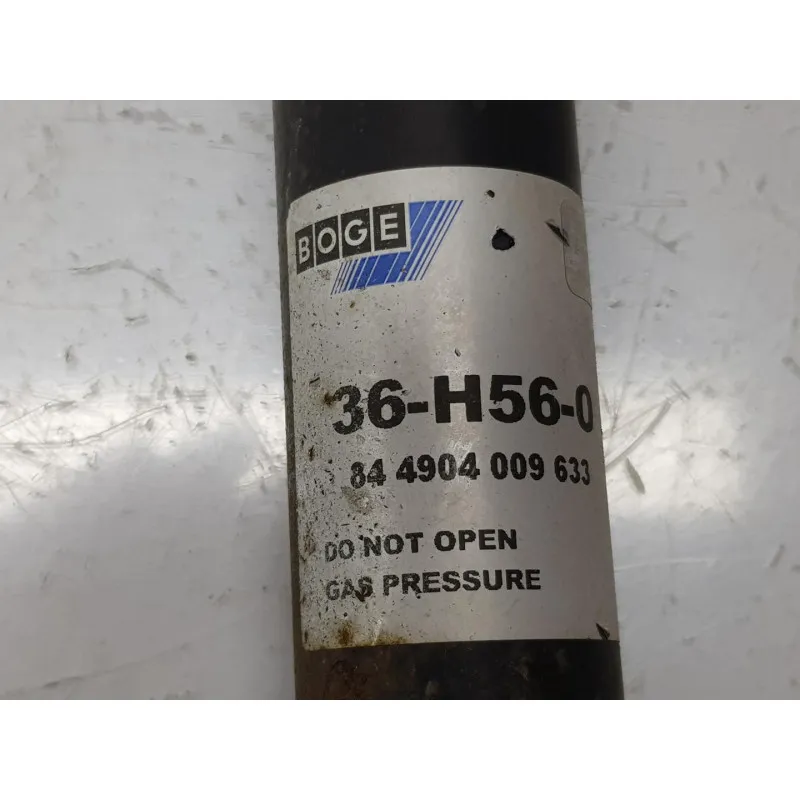 BOGE
36-H56-0
84 4904 009 633
DO NOT OPEN
GAS PRESSURE